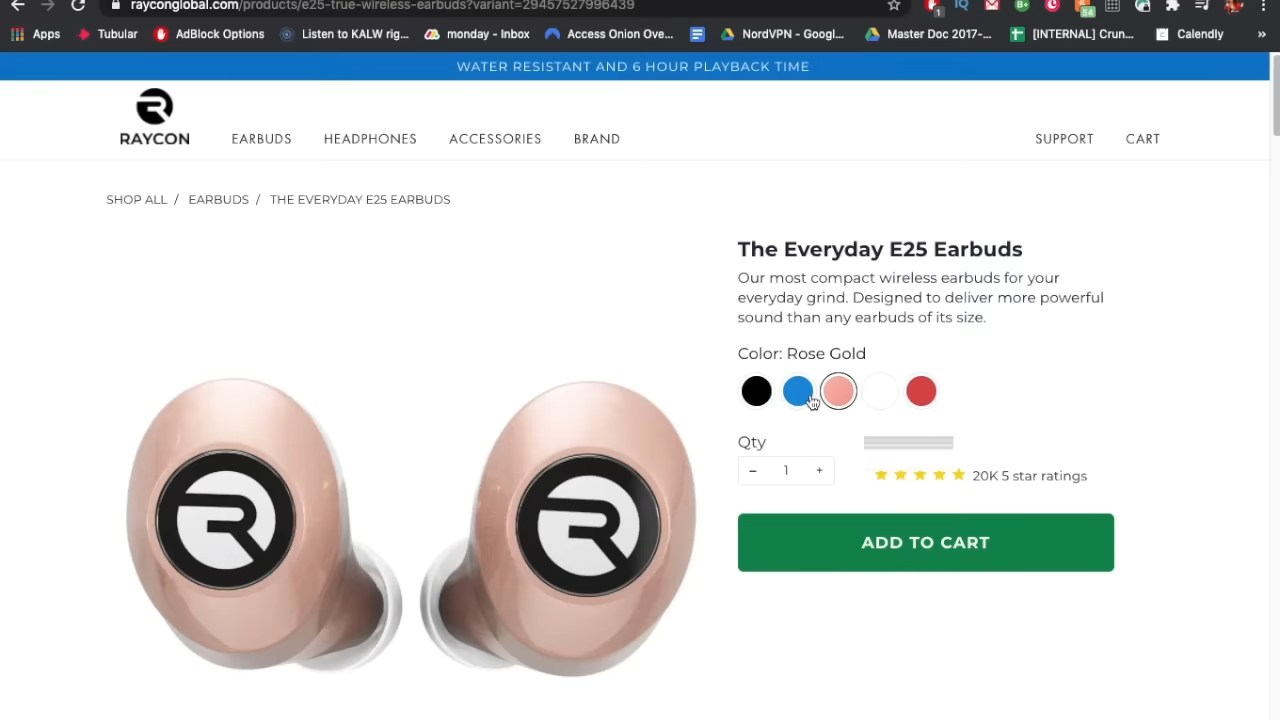 rayconglobal.com/products/e25-true-wireless-earbuds?variant=29457527996439
1
IQ
B+
54
Apps
Tubular
AdBlock Options
Listen to KALW rig...
monday - Inbox
Access Onion Ove...
NordVPN - Googl...
Master Doc 2017-...
[INTERNAL] Crun...
Calendly
»
WATER RESISTANT AND 6 HOUR PLAYBACK TIME
RAYCON
EARBUDS
HEADPHONES
ACCESSORIES
BRAND
SUPPORT
CART
SHOP ALL / EARBUDS / THE EVERYDAY E25 EARBUDS
The Everyday E25 Earbuds
Our most compact wireless earbuds for your
everyday grind. Designed to deliver more powerful
sound than any earbuds of its size.
Color: Rose Gold
Qty
− 1 +
20K 5 star ratings
ADD TO CART